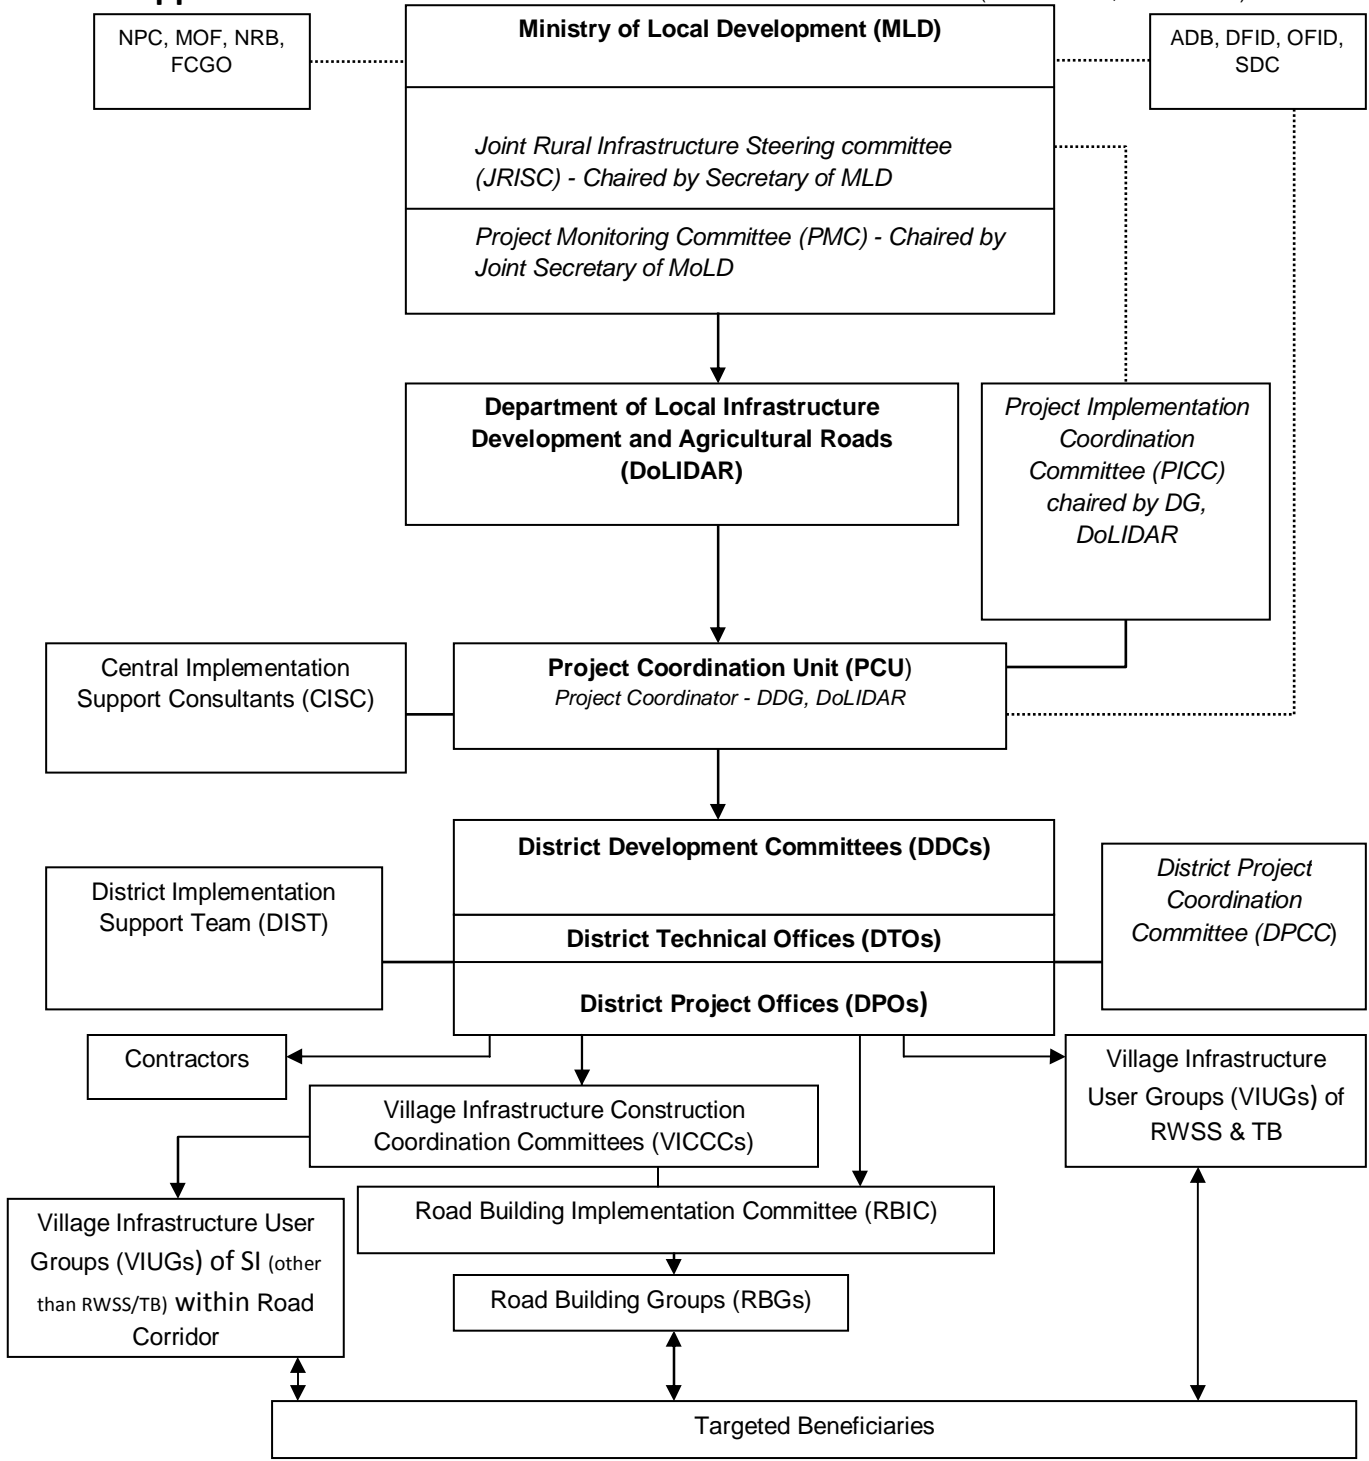 NPC, MOF, NRB,
FCGO
Ministry of Local Development (MLD)
ADB, DFID, OFID,
SDC
Joint Rural Infrastructure Steering committee
(JRISC) - Chaired by Secretary of MLD
Project Monitoring Committee (PMC) - Chaired by
Joint Secretary of MoLD
Department of Local Infrastructure
Development and Agricultural Roads
(DoLIDAR)
Project Implementation
Coordination
Committee (PICC)
chaired by DG,
DoLIDAR
Central Implementation
Support Consultants (CISC)
Project Coordination Unit (PCU)
Project Coordinator - DDG, DoLIDAR
District Development Committees (DDCs)
District Implementation
Support Team (DIST)
District Project
Coordination
Committee (DPCC)
District Technical Offices (DTOs)
District Project Offices (DPOs)
Contractors
Village Infrastructure
User Groups (VIUGs) of
RWSS & TB
Village Infrastructure Construction
Coordination Committees (VICCCs)
Village Infrastructure User
Groups (VIUGs) of SI (other
than RWSS/TB) within Road
Corridor
Road Building Implementation Committee (RBIC)
Road Building Groups (RBGs)
Targeted Beneficiaries